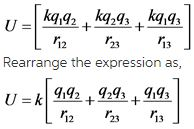 U = [ kq₁q₂/r₁₂ + kq₂q₃/r₂₃ + kq₁q₃/r₁₃ ]
Rearrange the expression as,
U = k [ q₁q₂/r₁₂ + q₂q₃/r₂₃ + q₁q₃/r₁₃ ]